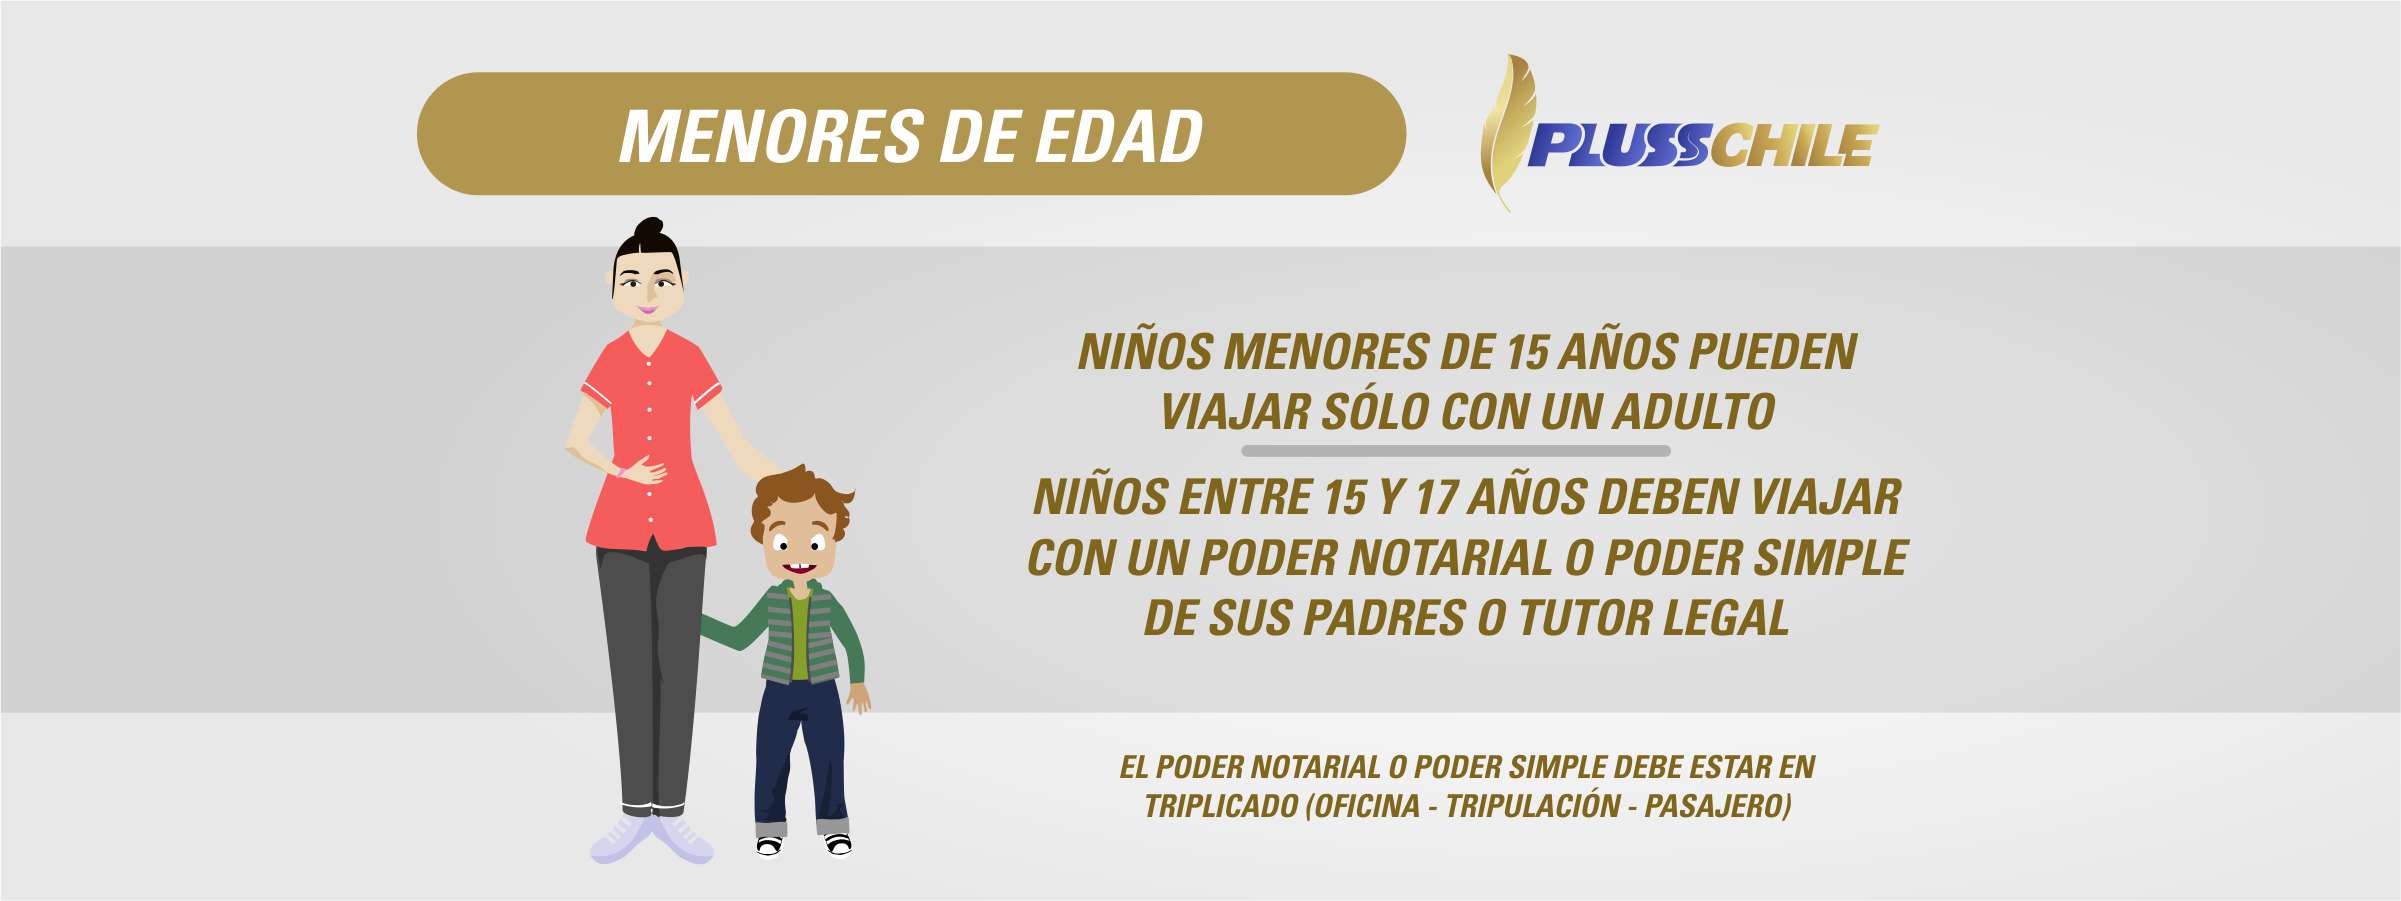 MENORES DE EDAD
PLUSSCHILE
NIÑOS MENORES DE 15 AÑOS PUEDEN
VIAJAR SÓLO CON UN ADULTO
NIÑOS ENTRE 15 Y 17 AÑOS DEBEN VIAJAR
CON UN PODER NOTARIAL O PODER SIMPLE
DE SUS PADRES O TUTOR LEGAL
EL PODER NOTARIAL O PODER SIMPLE DEBE ESTAR EN
TRIPLICADO (OFICINA - TRIPULACIÓN - PASAJERO)